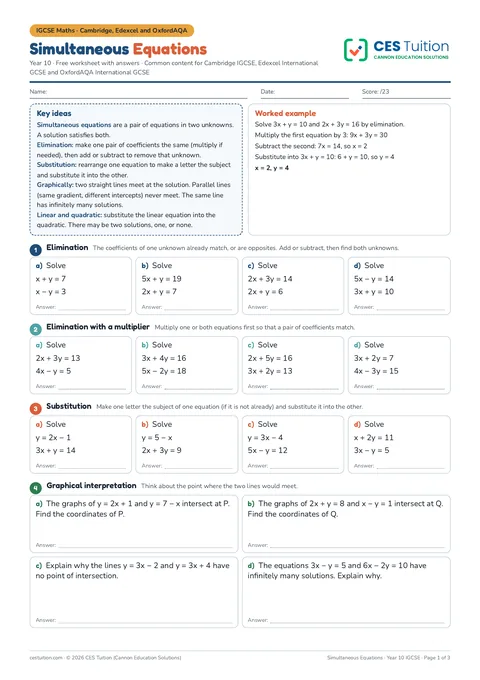 IGCSE Maths · Cambridge, Edexcel and OxfordAQA
Simultaneous Equations
Year 10 · Free worksheet with answers · Common content for Cambridge IGCSE, Edexcel International
GCSE and OxfordAQA International GCSE
CES Tuition
CANNON EDUCATION SOLUTIONS
Name:
Date:
Score: /23
Key ideas
Simultaneous equations are a pair of equations in two unknowns.
A solution satisfies both.
Elimination: make one pair of coefficients the same (multiply if
needed), then add or subtract to remove that unknown.
Substitution: rearrange one equation to make a letter the subject
and substitute it into the other.
Graphically: two straight lines meet at the solution. Parallel lines
(same gradient, different intercepts) never meet. The same line
has infinitely many solutions.
Linear and quadratic: substitute the linear equation into the
quadratic. There may be two solutions, one, or none.
Worked example
Solve 3x + y = 10 and 2x + 3y = 16 by elimination.
Multiply the first equation by 3: 9x + 3y = 30
Subtract the second: 7x = 14, so x = 2
Substitute into 3x + y = 10: 6 + y = 10, so y = 4
x = 2, y = 4
1 Elimination The coefficients of one unknown already match, or are opposites. Add or subtract, then find both unknowns.
a) Solve
x + y = 7
x − y = 3
Answer:
b) Solve
5x + y = 19
2x + y = 7
Answer:
c) Solve
2x + 3y = 14
2x + y = 6
Answer:
d) Solve
5x − y = 14
3x + y = 10
Answer:
2 Elimination with a multiplier Multiply one or both equations first so that a pair of coefficients match.
a) Solve
2x + 3y = 13
4x − y = 5
Answer:
b) Solve
3x + 4y = 16
5x − 2y = 18
Answer:
c) Solve
2x + 5y = 16
3x + 2y = 13
Answer:
d) Solve
3x + 2y = 7
4x − 3y = 15
Answer:
3 Substitution Make one letter the subject of one equation (if it is not already) and substitute it into the other.
a) Solve
y = 2x − 1
3x + y = 14
Answer:
b) Solve
y = 5 − x
2x + 3y = 9
Answer:
c) Solve
y = 3x − 4
5x − y = 12
Answer:
d) Solve
x + 2y = 11
3x − y = 5
Answer:
4 Graphical interpretation Think about the point where the two lines would meet.
a) The graphs of y = 2x + 1 and y = 7 − x intersect at P.
Find the coordinates of P.
Answer:
b) The graphs of 2x + y = 8 and x − y = 1 intersect at Q.
Find the coordinates of Q.
Answer:
c) Explain why the lines y = 3x − 2 and y = 3x + 4 have
no point of intersection.
Answer:
d) The equations 3x − y = 5 and 6x − 2y = 10 have
infinitely many solutions. Explain why.
Answer:
cestuition.com · © 2026 CES Tuition (Cannon Education Solutions)
Simultaneous Equations · Year 10 IGCSE · Page 1 of 3